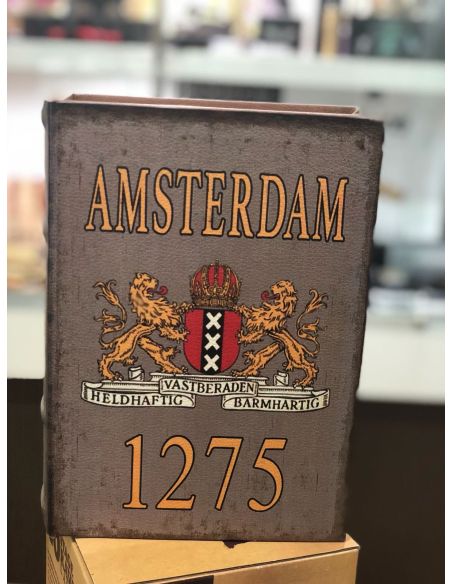 AMSTERDAM
VASTBERADEN
HELDHAFTIG BARMHARTIG
1275